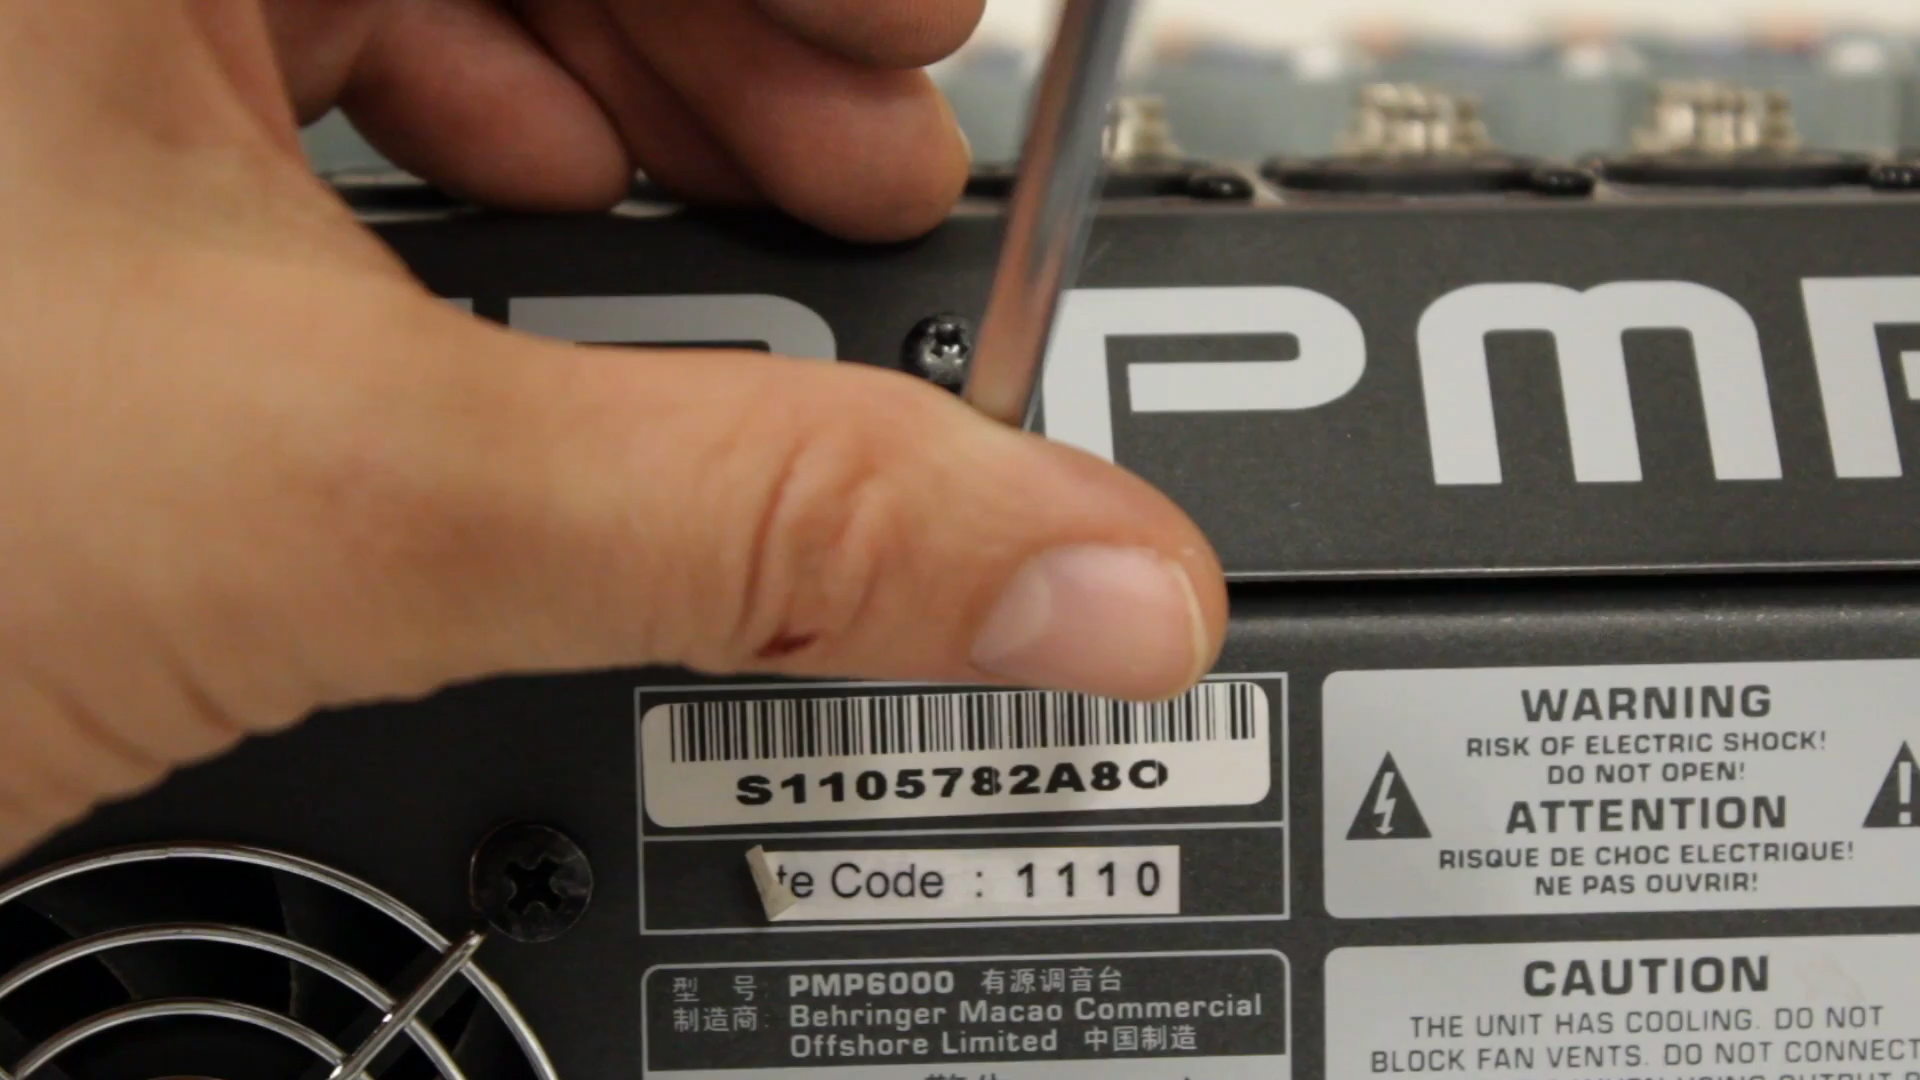 PMP
S1105782A80
te Code : 1110
型 号: PMP6000 有源调音台
制造商: Behringer Macao Commercial
Offshore Limited 中国制造
WARNING
RISK OF ELECTRIC SHOCK!
DO NOT OPEN!
ATTENTION
RISQUE DE CHOC ELECTRIQUE!
NE PAS OUVRIR!
CAUTION
THE UNIT HAS COOLING. DO NOT
BLOCK FAN VENTS. DO NOT CONNECT